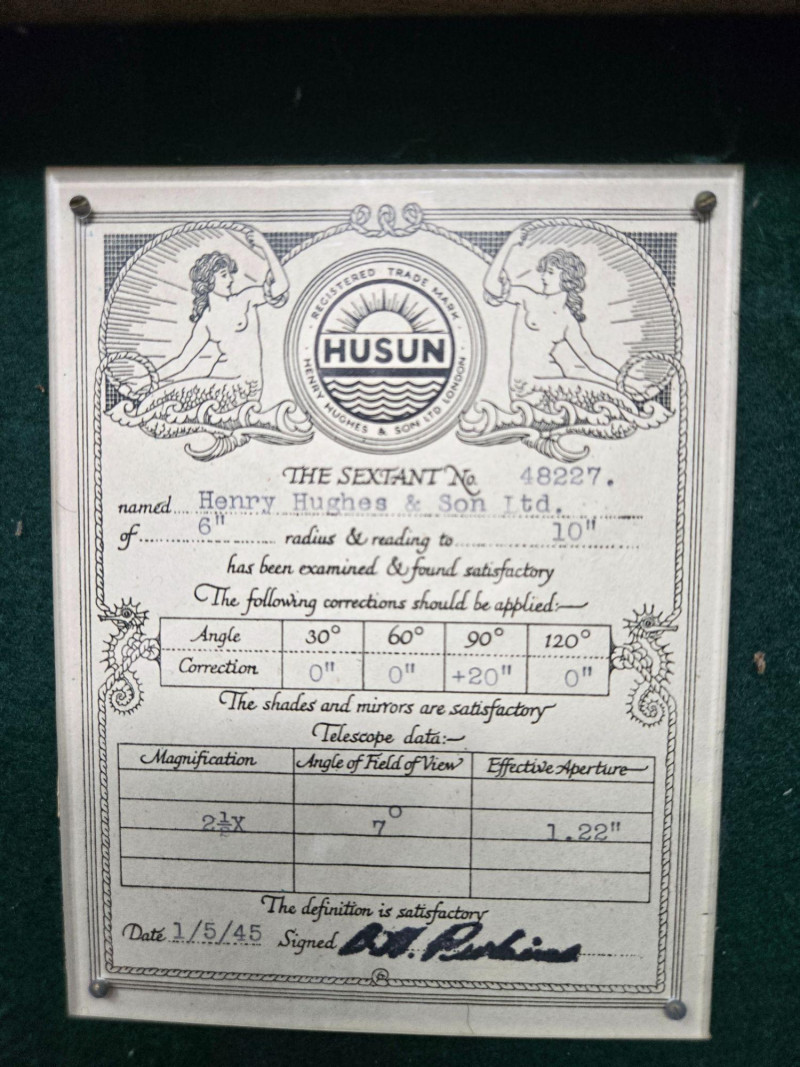 REGISTERED TRADE MARK
HUSUN
HENRY HUGHES & SON LTD LONDON
THE SEXTANT No. 48227.
named Henry Hughes & Son Ltd.
of 6" radius & reading to 10"
has been examined & found satisfactory
The following corrections should be applied:—
Angle 30° 60° 90° 120°
Correction 0" 0" +20" 0"
The shades and mirrors are satisfactory
Telescope data:—
Magnification Angle of Field of View Effective Aperture
2½X 7° 1.22"
The definition is satisfactory
Date 1/5/45 Signed